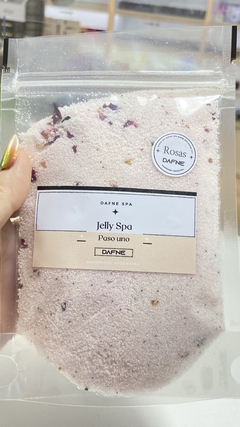 Rosas
DAFNE
DAFNE SPA
Jelly Spa
Paso uno
DAFNE